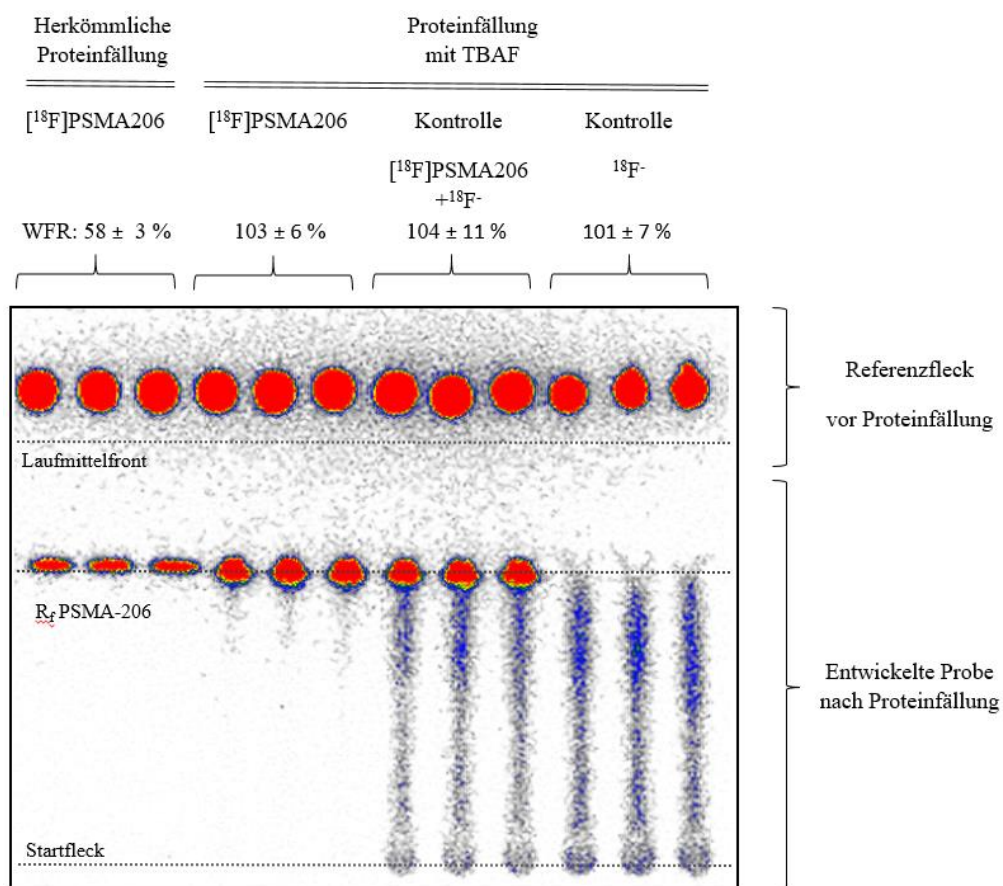 Herkömmliche
Proteinfällung
Proteinfällung
mit TBAF
[¹⁸F]PSMA206
[¹⁸F]PSMA206
Kontrolle
Kontrolle
[¹⁸F]PSMA206
+¹⁸F⁻
¹⁸F⁻
WFR: 58 ± 3 %
103 ± 6 %
104 ± 11 %
101 ± 7 %
Referenzfleck
vor Proteinfällung
Laufmittelfront
Rf PSMA-206
Entwickelte Probe
nach Proteinfällung
Startfleck